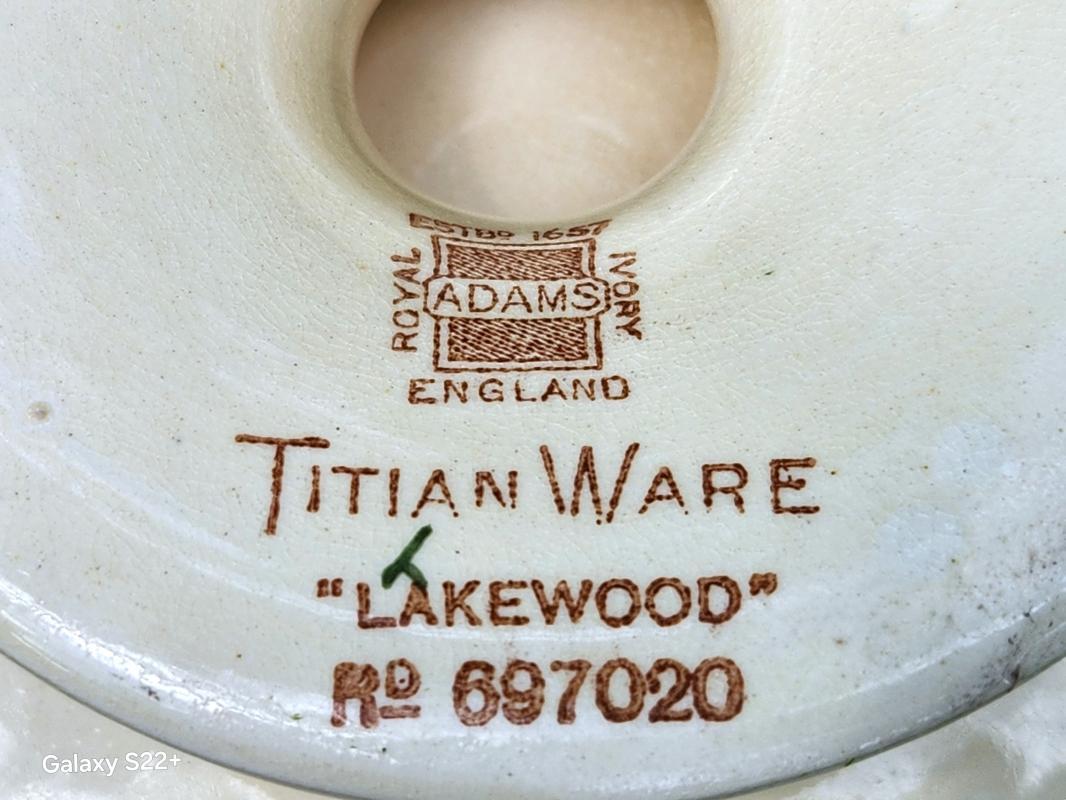 ESTBD 1657
ROYAL
ADAMS
IVORY
ENGLAND
TITIAN WARE
"LAKEWOOD"
RD 697020
Galaxy S22+